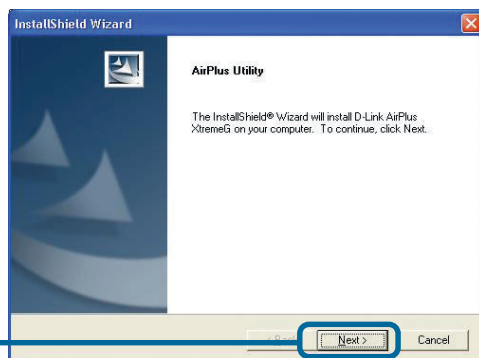 InstallShield Wizard
AirPlus Utility
The InstallShield® Wizard will install D-Link AirPlus
XtremeG on your computer. To continue, click Next.
Next >
Cancel